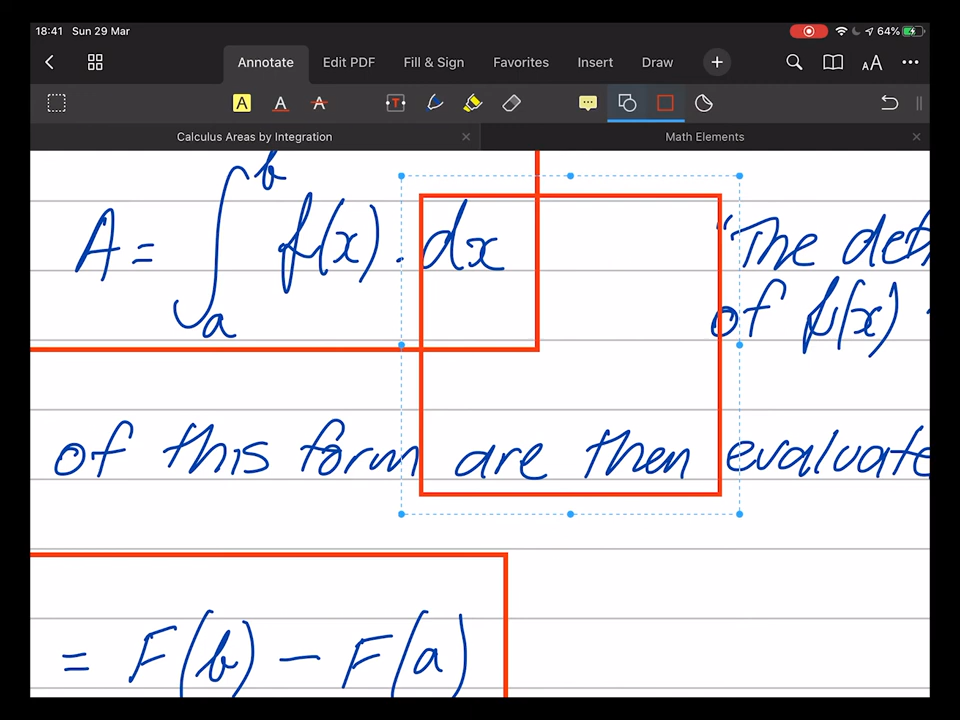 18:41 Sun 29 Mar 64%
Annotate Edit PDF Fill & Sign Favorites Insert Draw
Calculus Areas by Integration Math Elements
A = ∫ₐᵇ f(x) . dx "The def
of f(x)
of this form are then evaluate
= F(b) - F(a)